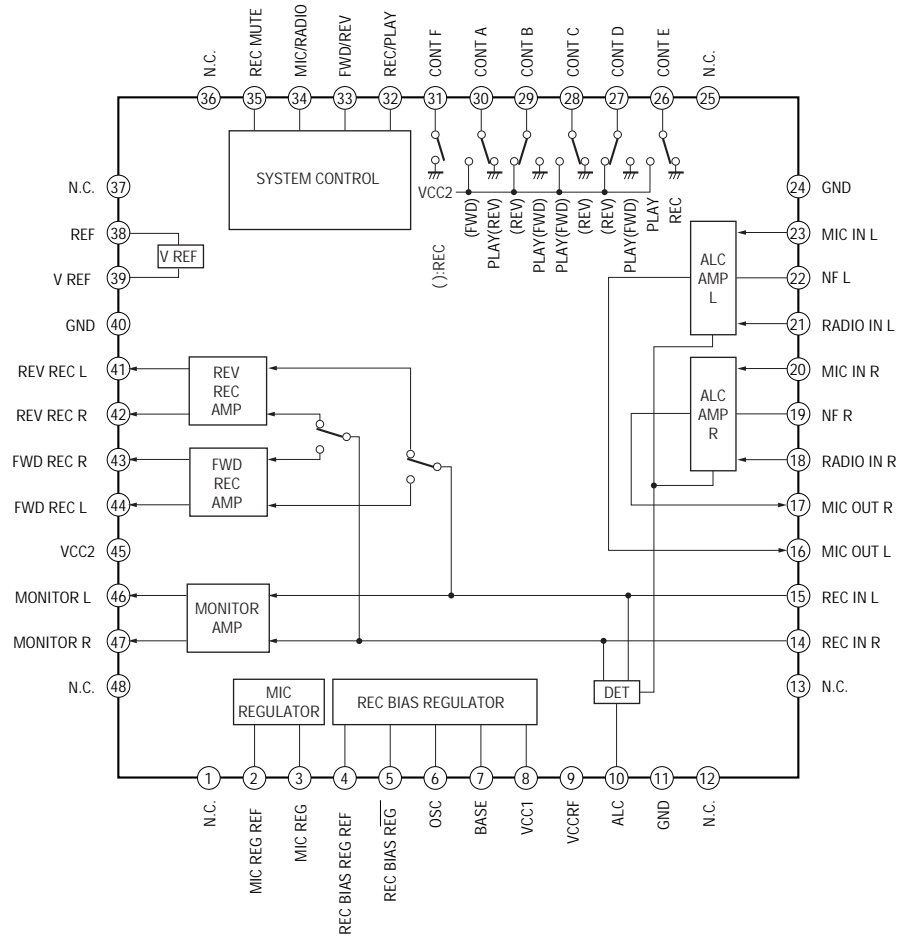 N.C.
REC MUTE
MIC/RADIO
FWD/REV
REC/PLAY
CONT F
CONT A
CONT B
CONT C
CONT D
CONT E
N.C.
36
35
34
33
32
31
30
29
28
27
26
25
SYSTEM CONTROL
VCC2
( ):REC
(FWD)
PLAY(REV)
(REV)
PLAY(FWD)
PLAY(FWD)
(REV)
(REV)
PLAY(FWD)
PLAY
REC
N.C.
37
REF
38
V REF
V REF
39
GND
40
REV REC L
41
REV REC R
42
REV
REC
AMP
FWD REC R
43
FWD REC L
44
FWD
REC
AMP
VCC2
45
MONITOR L
46
MONITOR R
47
MONITOR
AMP
N.C.
48
24
GND
23
MIC IN L
22
NF L
21
RADIO IN L
ALC
AMP
L
20
MIC IN R
19
NF R
18
RADIO IN R
ALC
AMP
R
17
MIC OUT R
16
MIC OUT L
15
REC IN L
14
REC IN R
13
N.C.
MIC
REGULATOR
REC BIAS REGULATOR
DET
1
2
3
4
5
6
7
8
9
10
11
12
N.C.
MIC REG REF
MIC REG
REC BIAS REG REF
REC BIAS REG
OSC
BASE
VCC1
VCCRF
ALC
GND
N.C.